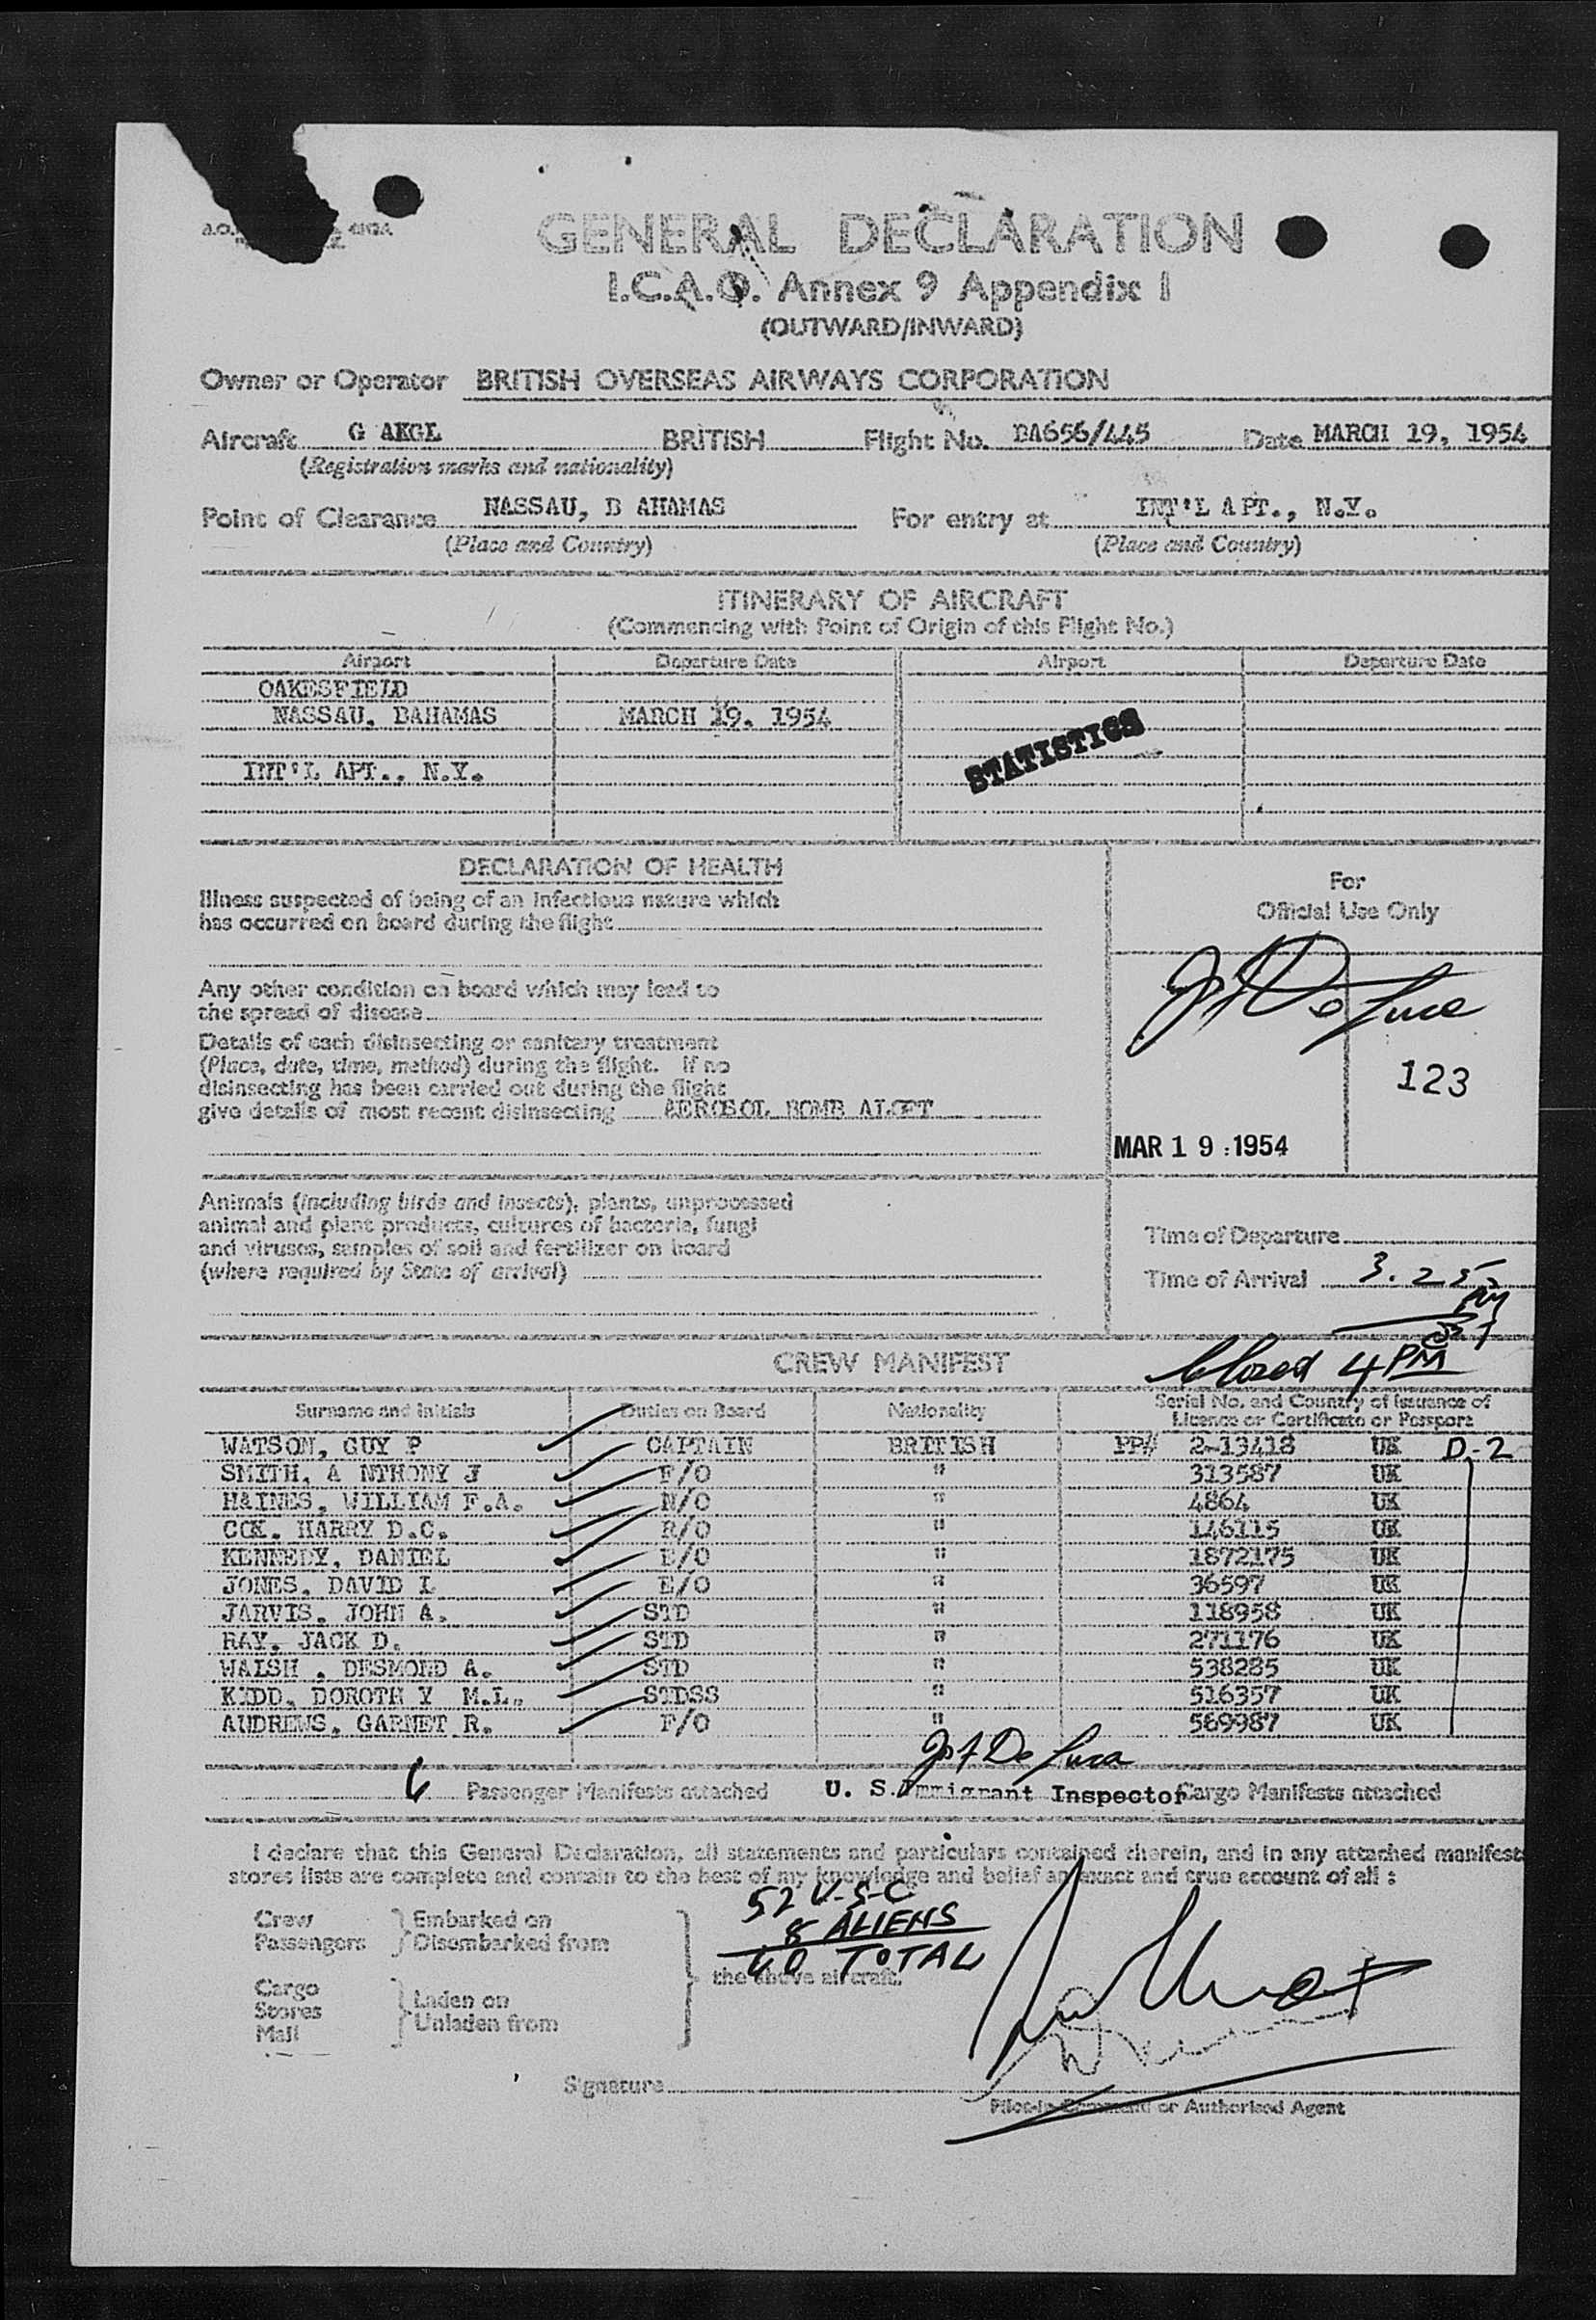 GENERAL DECLARATION
I.C.A.O. Annex 9 Appendix 1
(OUTWARD/INWARD)
Owner or Operator BRITISH OVERSEAS AIRWAYS CORPORATION
Aircraft G AKGL BRITISH Flight No. BA656/445 Date MARCH 19, 1954
(Registration marks and nationality)
Point of Clearance NASSAU, B AHAMAS For entry at INT'L APT., N.Y.
(Place and Country) (Place and Country)
ITINERARY OF AIRCRAFT
(Commencing with Point of Origin of this Flight No.)
Airport Departure Date Airport Departure Date
OAKESFIELD
NASSAU, BAHAMAS MARCH 19, 1954
STATISTICS
INT'L APT., N.Y.
DECLARATION OF HEALTH
Illness suspected of being of an infectious nature which
has occurred on board during the flight
Any other condition on board which may lead to
the spread of disease
Details of each disinsecting or sanitary treatment
(Place, date, time, method) during the flight. If no
disinsecting has been carried out during the flight
give details of most recent disinsecting AEROSOL BOMB ALOFT
For
Official Use Only
De Luca
123
MAR 19 1954
Animals (including birds and insects), plants, unprocessed
animal and plant products, cultures of bacteria, fungi
and viruses, samples of soil and fertilizer on board
(where required by State of arrival)
Time of Departure
Time of Arrival 3.25
PM
Closed 4 PM
CREW MANIFEST
Surname and Initials Duties on Board Nationality Serial No. and Country of Issuance of
Licence or Certificate or Passport
WATSON, GUY P CAPTAIN BRITISH PP# 2-13418 UK D-2
SMITH, A NTHONY J F/O " 313587 UK
HAINES, WILLIAM F.A. N/O " 4864 UK
COX, HARRY D.C. R/O " 146115 UK
KENNEDY, DANIEL E/O " 1872175 UK
JONES, DAVID I E/O " 36597 UK
JARVIS, JOHN A. STD " 118958 UK
RAY, JACK D. STD " 271176 UK
WALSH , DESMOND A. STD " 538285 UK
KIDD, DOROTH Y M.L. STDSS " 516357 UK
ANDREWS, GARNET R. F/O " 569987 UK
De Luca
6 Passenger Manifests attached U. S. Immigrant Inspector Cargo Manifests attached
I declare that this General Declaration, all statements and particulars contained therein, and in any attached manifest
stores lists are complete and contain to the best of my knowledge and belief an exact and true account of all :
52 U-S-C
8 ALIENS
60 TOTAL
Crew Embarked on
Passengers Disembarked from
the above aircraft.
Cargo Laden on
Stores Unladen from
Mail
Signature
Pilot-in-Command or Authorised Agent